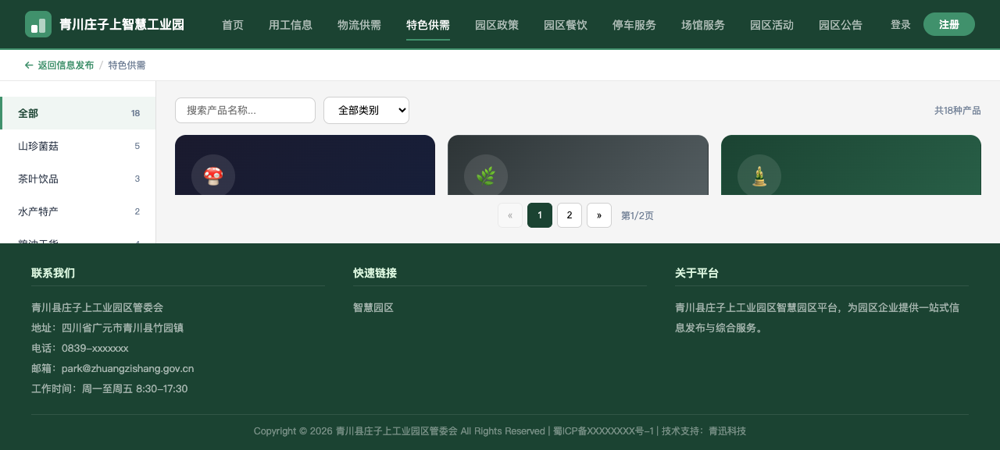 青川庄子上智慧工业园
首页
用工信息
物流供需
特色供需
园区政策
园区餐饮
停车服务
场馆服务
园区活动
园区公告
登录
注册
← 返回信息发布 / 特色供需
全部 18
山珍菌菇 5
茶叶饮品 3
水产特产 2
粮油干货 4
搜索产品名称...
全部类别
共18种产品
« 1 2 » 第1/2页
联系我们
青川县庄子上工业园区管委会
地址：四川省广元市青川县竹园镇
电话：0839-xxxxxxx
邮箱：park@zhuangzishang.gov.cn
工作时间：周一至周五 8:30-17:30
快速链接
智慧园区
关于平台
青川县庄子上工业园区智慧园区平台，为园区企业提供一站式信
息发布与综合服务。
Copyright © 2026 青川县庄子上工业园区管委会 All Rights Reserved | 蜀ICP备XXXXXXXX号-1 | 技术支持：青迅科技